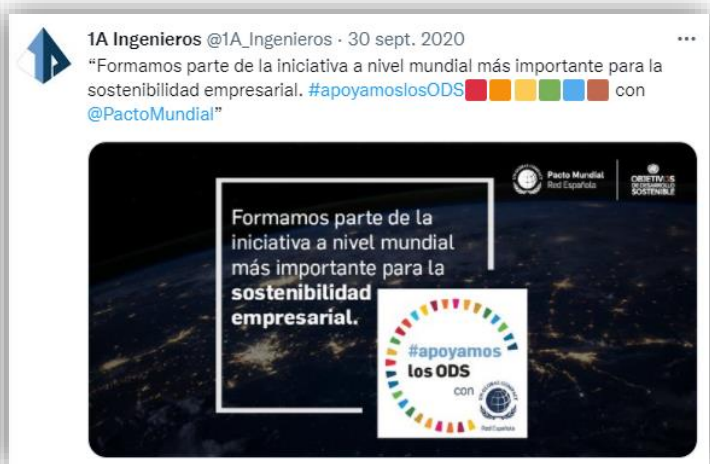 1A Ingenieros @1A_Ingenieros · 30 sept. 2020
“Formamos parte de la iniciativa a nivel mundial más importante para la
sostenibilidad empresarial. #apoyamoslosODS🟥🟧🟨🟩🟦🟫 con
@PactoMundial”
Pacto Mundial
Red Española
OBJETIVOS
DE DESARROLLO
SOSTENIBLE
Formamos parte de la
iniciativa a nivel mundial
más importante para la
sostenibilidad
empresarial.
#apoyamos
los ODS
con
Red Española